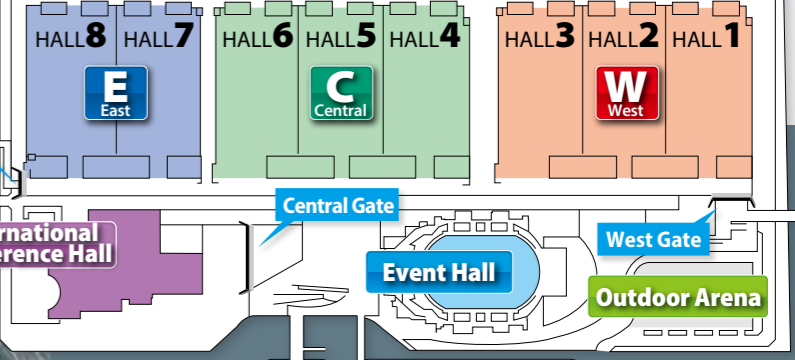 HALL8 HALL7 HALL6 HALL5 HALL4 HALL3 HALL2 HALL1
E
East
C
Central
W
West
Central Gate
rnational
erence Hall
West Gate
Event Hall
Outdoor Arena